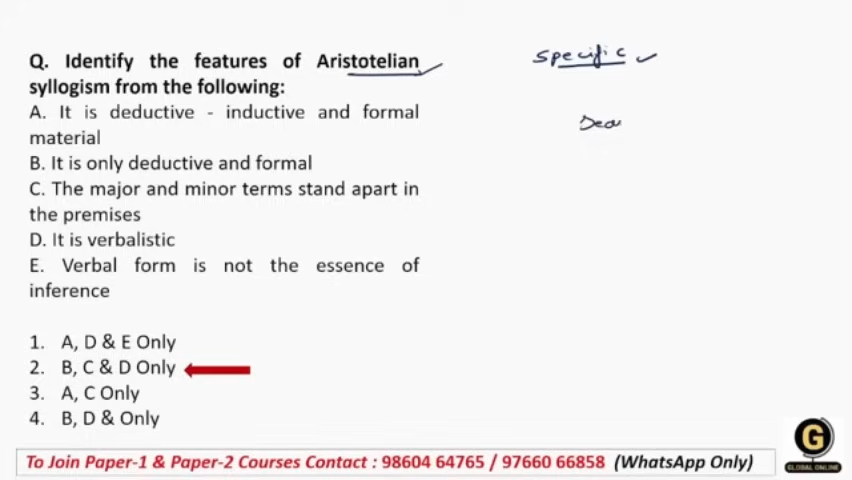 Q. Identify the features of Aristotelian
syllogism from the following:
A. It is deductive - inductive and formal
material
B. It is only deductive and formal
C. The major and minor terms stand apart in
the premises
D. It is verbalistic
E. Verbal form is not the essence of
inference
1. A, D & E Only
2. B, C & D Only
3. A, C Only
4. B, D & Only
specific
To Join Paper-1 & Paper-2 Courses Contact : 98604 64765 / 97660 66858 (WhatsApp Only)
G
GLOBAL ONLINE